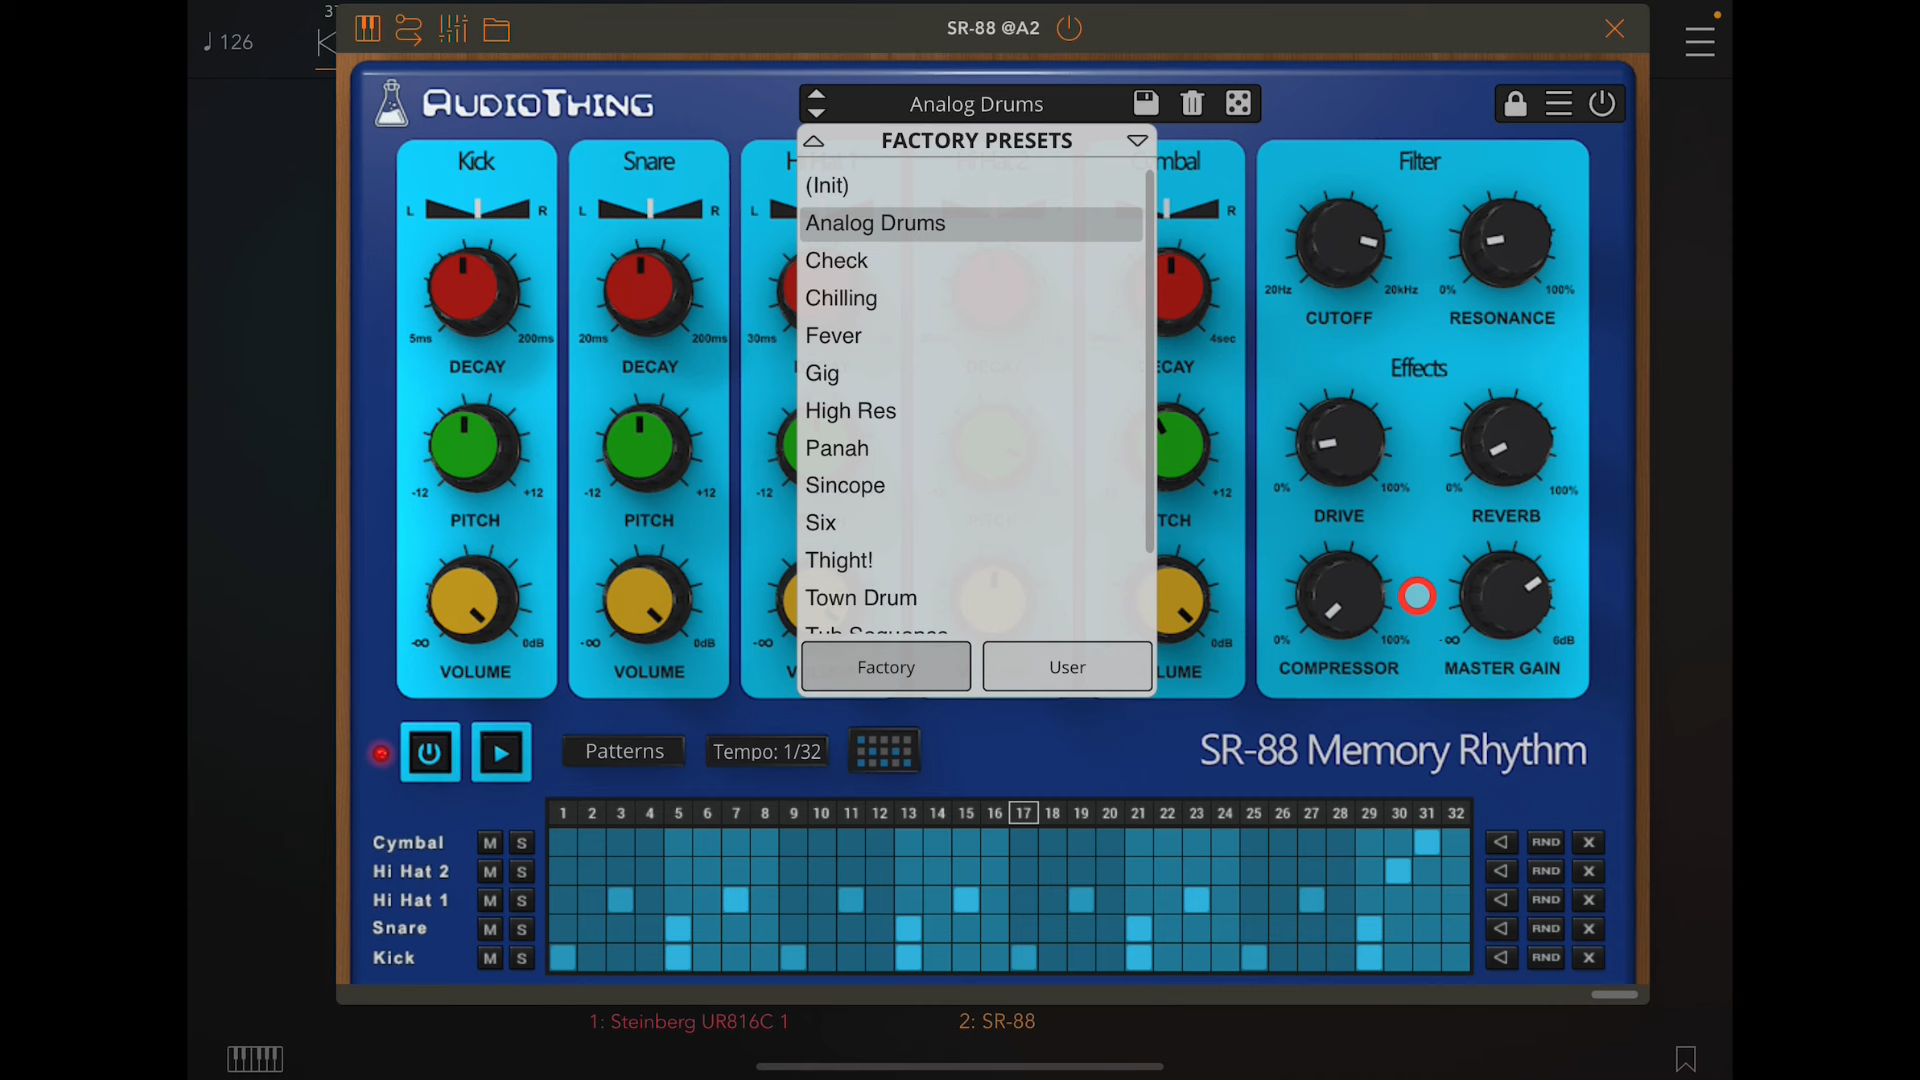 ♩ 126
SR-88 @A2
AUDIOTHING
Analog Drums
FACTORY PRESETS
(Init)
Analog Drums
Check
Chilling
Fever
Gig
High Res
Panah
Sincope
Six
Thight!
Town Drum
Factory
User
Kick
L R
5ms 200ms
DECAY
-12 +12
PITCH
-∞ 0dB
VOLUME
Snare
L R
20ms 200ms
DECAY
-12 +12
PITCH
-∞ 0dB
VOLUME
L
30ms
-12
-∞
R
4sec
+12
0dB
Filter
20Hz 20kHz
CUTOFF
0% 100%
RESONANCE
Effects
0% 100%
DRIVE
0% 100%
REVERB
0% 100%
COMPRESSOR
-∞ 6dB
MASTER GAIN
Patterns
Tempo: 1/32
SR-88 Memory Rhythm
1 2 3 4 5 6 7 8 9 10 11 12 13 14 15 16 17 18 19 20 21 22 23 24 25 26 27 28 29 30 31 32
Cymbal M S RND X
Hi Hat 2 M S RND X
Hi Hat 1 M S RND X
Snare M S RND X
Kick M S RND X
1: Steinberg UR816C 1
2: SR-88